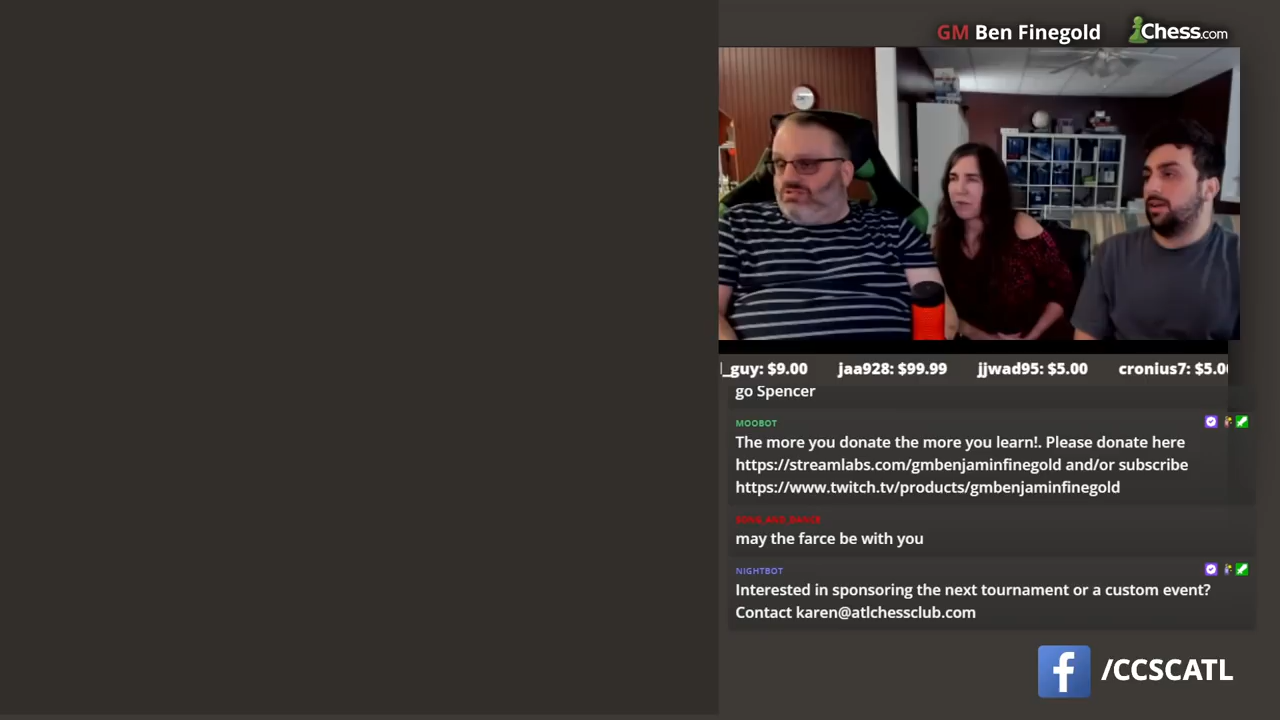 GM Ben Finegold
Chess.com
_guy: $9.00 jaa928: $99.99 jjwad95: $5.00 cronius7: $5.00
go Spencer
MOOBOT
The more you donate the more you learn!. Please donate here
https://streamlabs.com/gmbenjaminfinegold and/or subscribe
https://www.twitch.tv/products/gmbenjaminfinegold
SONG_AND_DANCE
may the farce be with you
NIGHTBOT
Interested in sponsoring the next tournament or a custom event?
Contact karen@atlchessclub.com
/CCSCATL